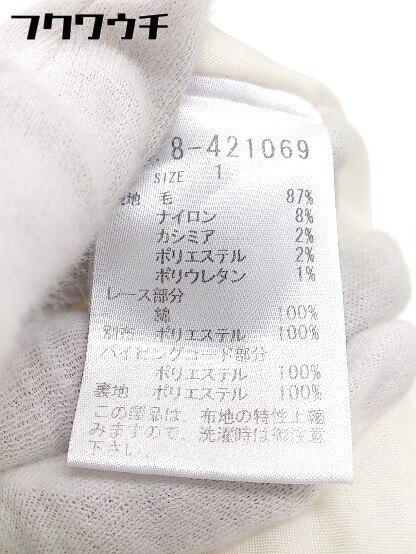 フクワウチ
8-421069
SIZE 1
地 毛 87%
ナイロン 8%
カシミア 2%
ポリエステル 2%
ポリウレタン 1%
レース部分
綿 100%
別布 ポリエステル 100%
パイピングコード部分
ポリエステル 100%
裏地 ポリエステル 100%
この製品は、布地の特性上縮
みますので、洗濯時は御注意
下さい。